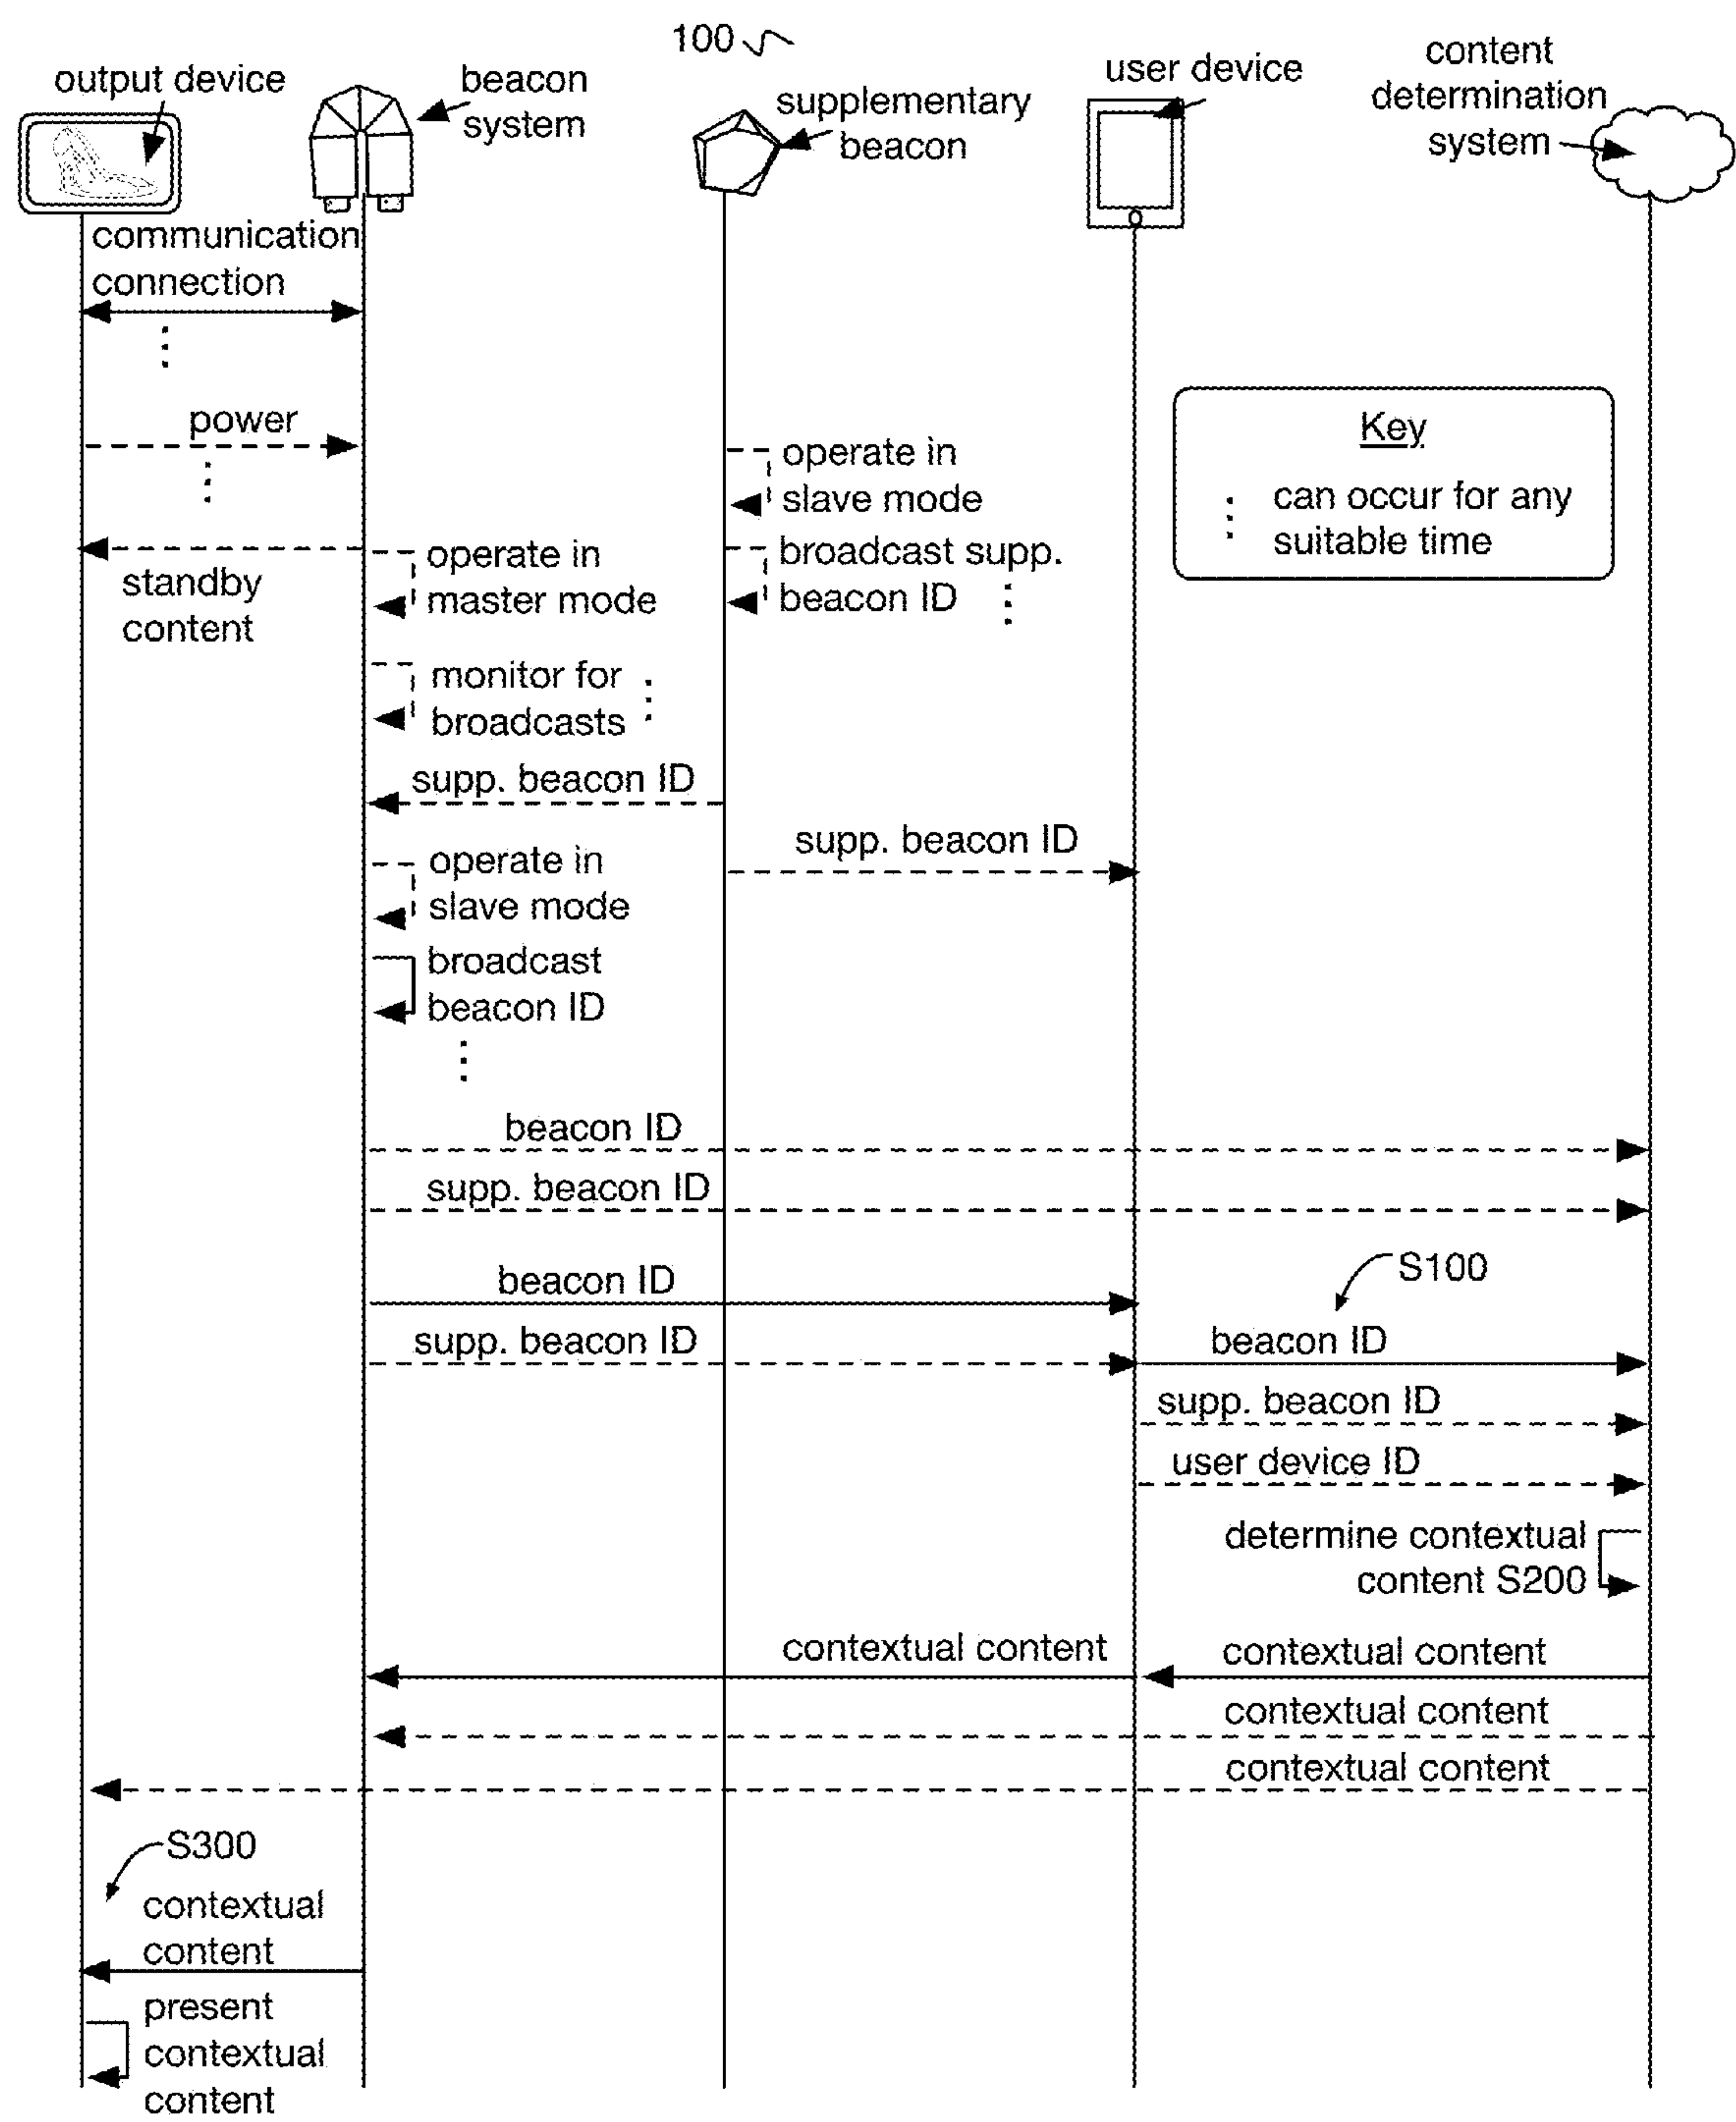 100
output device
beacon
system
supplementary
beacon
user device
content
determination
system
communication
connection
power
operate in
slave mode
Key
can occur for any
suitable time
standby
content
operate in
master mode
broadcast supp.
beacon ID
monitor for
broadcasts
supp. beacon ID
supp. beacon ID
operate in
slave mode
broadcast
beacon ID
beacon ID
supp. beacon ID
S100
beacon ID
supp. beacon ID
beacon ID
supp. beacon ID
user device ID
determine contextual
content S200
contextual content
contextual content
contextual content
contextual content
S300
contextual
content
present
contextual
content